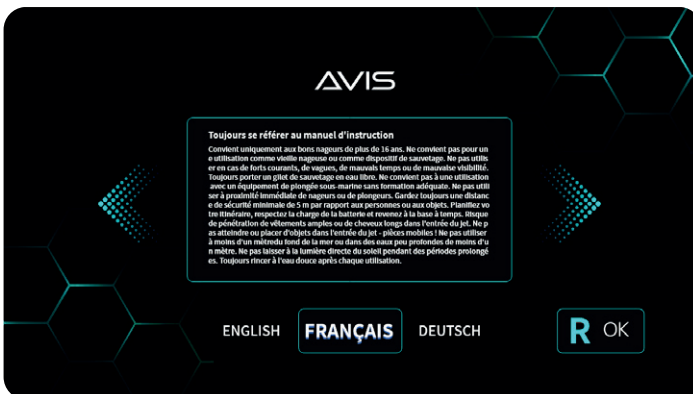 AVIS
Toujours se référer au manuel d'instruction
Convient uniquement aux bons nageurs de plus de 16 ans. Ne convient pas pour un
e utilisation comme vieille nageuse ou comme dispositif de sauvetage. Ne pas utilis
er en cas de forts courants, de vagues, de mauvais temps ou de mauvaise visibilité.
Toujours porter un gilet de sauvetage en eau libre. Ne convient pas à une utilisation
avec un équipement de plongée sous-marine sans formation adéquate. Ne pas utili
ser à proximité immédiate de nageurs ou de plongeurs. Gardez toujours une distanc
e de sécurité minimale de 5 m par rapport aux personnes ou aux objets. Planifiez vo
tre itinéraire, respectez la charge de la batterie et revenez à la base à temps. Risque
de pénétration de vêtements amples ou de cheveux longs dans l'entrée du jet. Ne p
as atteindre ou placer d'objets dans l'entrée du jet - pièces mobiles ! Ne pas utiliser
à moins d'un mètredu fond de la mer ou dans des eaux peu profondes de moins d'u
n mètre. Ne pas laisser à la lumière directe du soleil pendant des périodes prolongé
es. Toujours rincer à l'eau douce après chaque utilisation.
ENGLISH FRANÇAIS DEUTSCH R OK